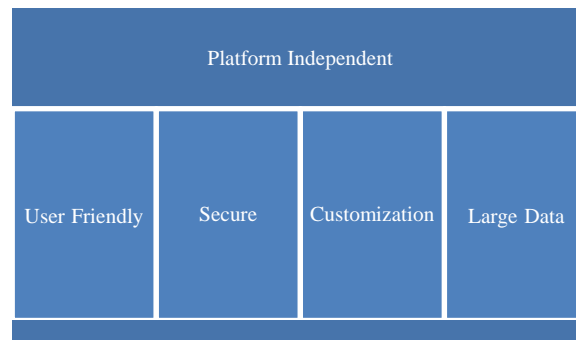 Platform Independent
User Friendly
Secure
Customization
Large Data